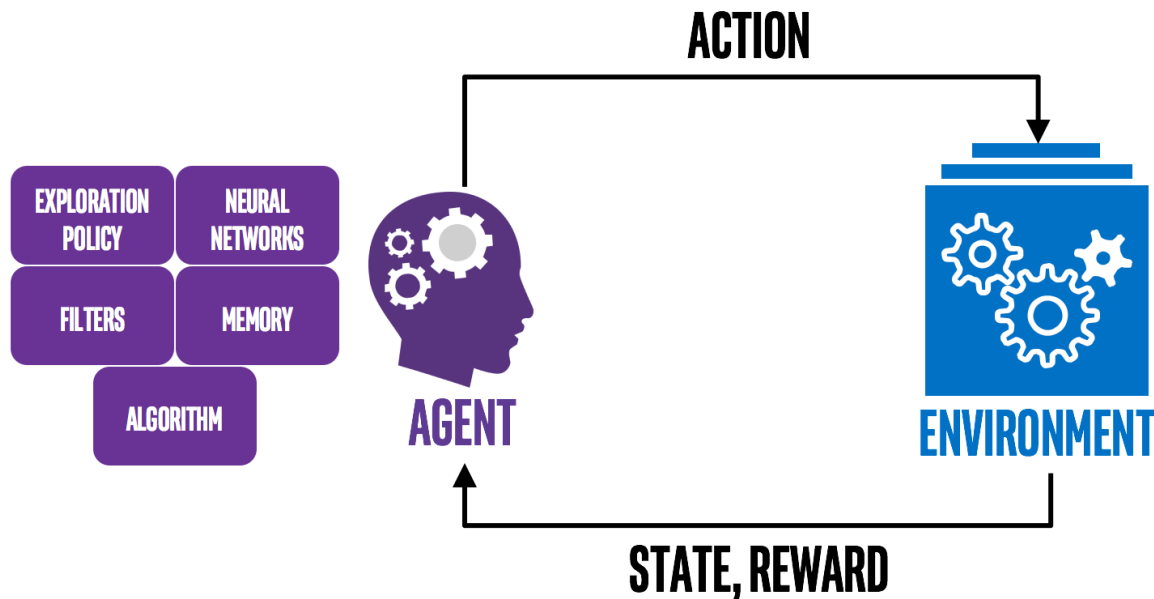 ACTION
EXPLORATION
POLICY
NEURAL
NETWORKS
FILTERS
MEMORY
ALGORITHM
AGENT
ENVIRONMENT
STATE, REWARD